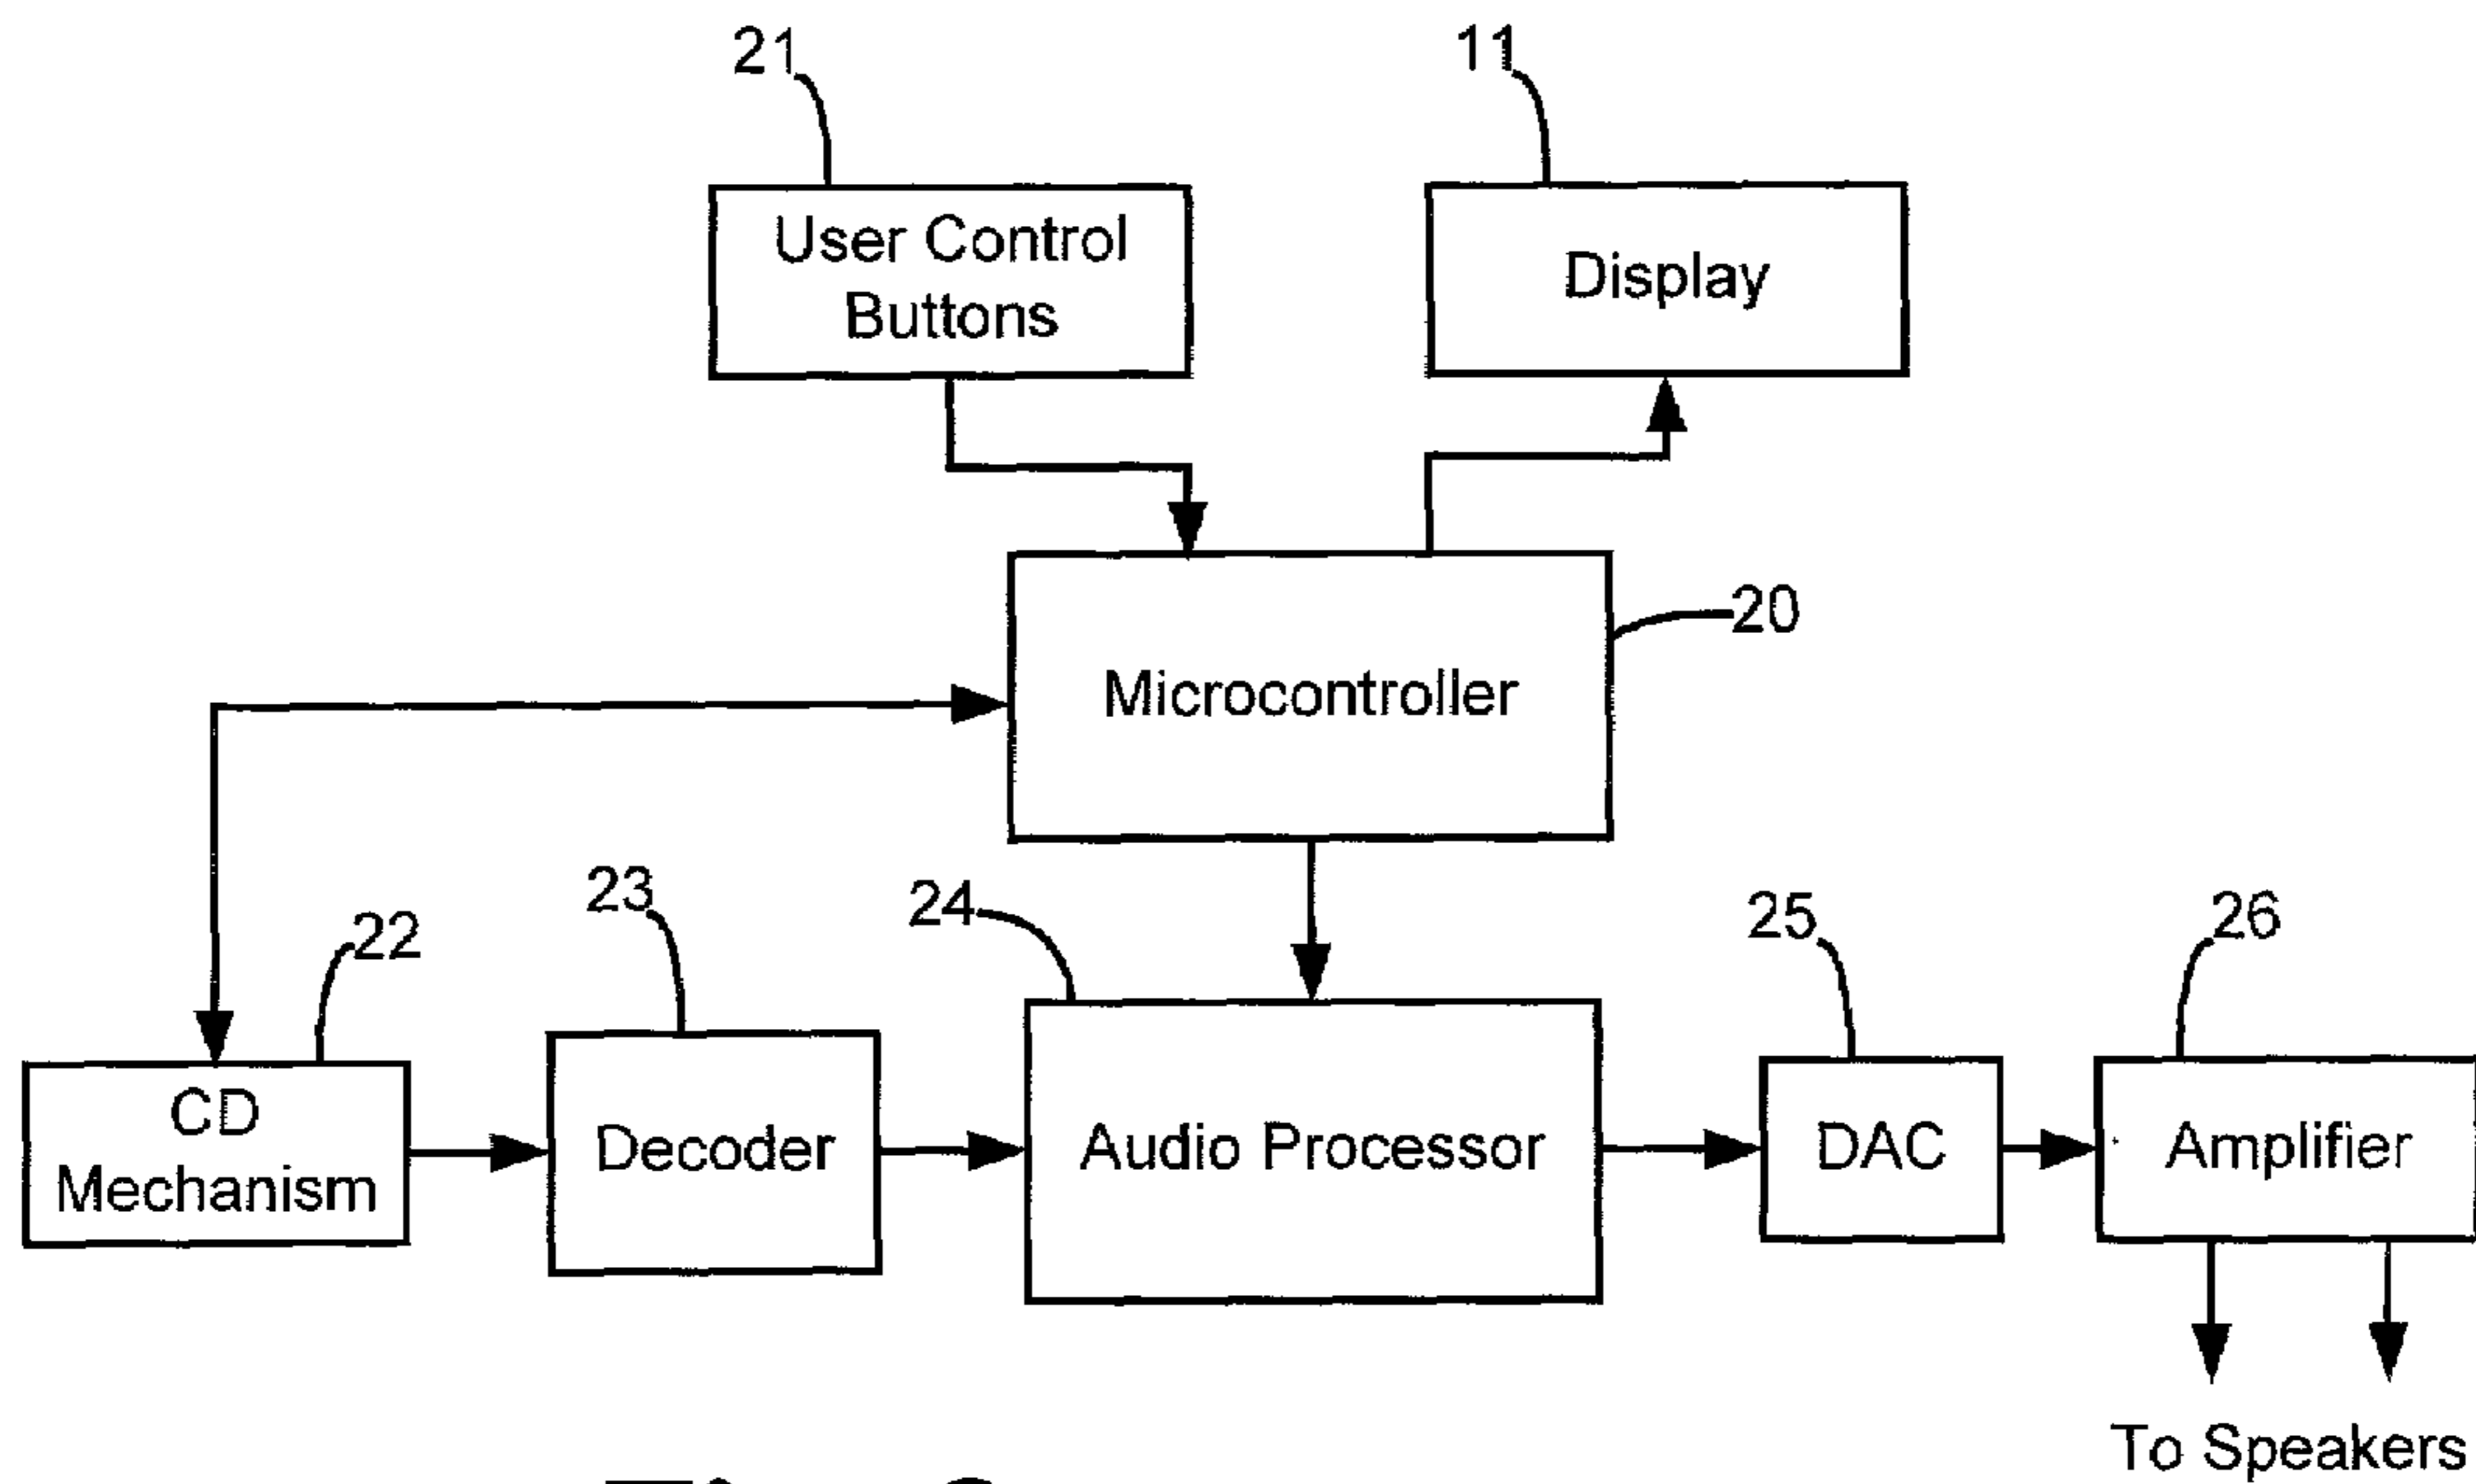 21
11
User Control
Buttons
Display
20
Microcontroller
22
23
24
25
26
CD
Mechanism
Decoder
Audio Processor
DAC
Amplifier
To Speakers